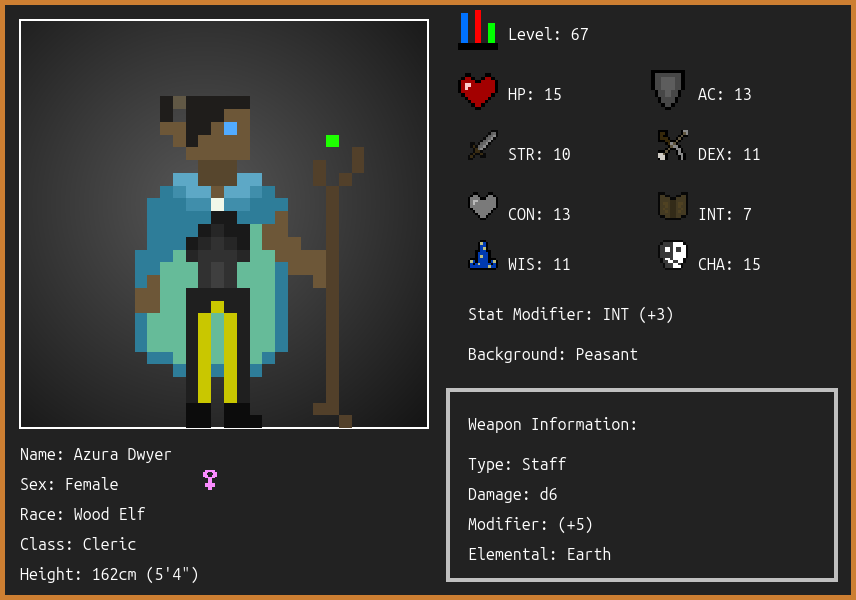 Level: 67
HP: 15
AC: 13
STR: 10
DEX: 11
CON: 13
INT: 7
WIS: 11
CHA: 15
Stat Modifier: INT (+3)
Background: Peasant
Weapon Information:
Type: Staff
Damage: d6
Modifier: (+5)
Elemental: Earth
Name: Azura Dwyer
Sex: Female
Race: Wood Elf
Class: Cleric
Height: 162cm (5'4")